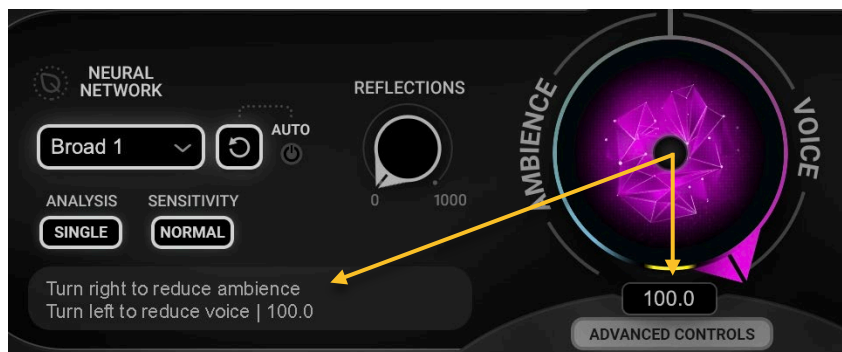 NEURAL
NETWORK
Broad 1
AUTO
ANALYSIS
SENSITIVITY
SINGLE
NORMAL
REFLECTIONS
0
1000
AMBIENCE
VOICE
Turn right to reduce ambience
Turn left to reduce voice | 100.0
100.0
ADVANCED CONTROLS